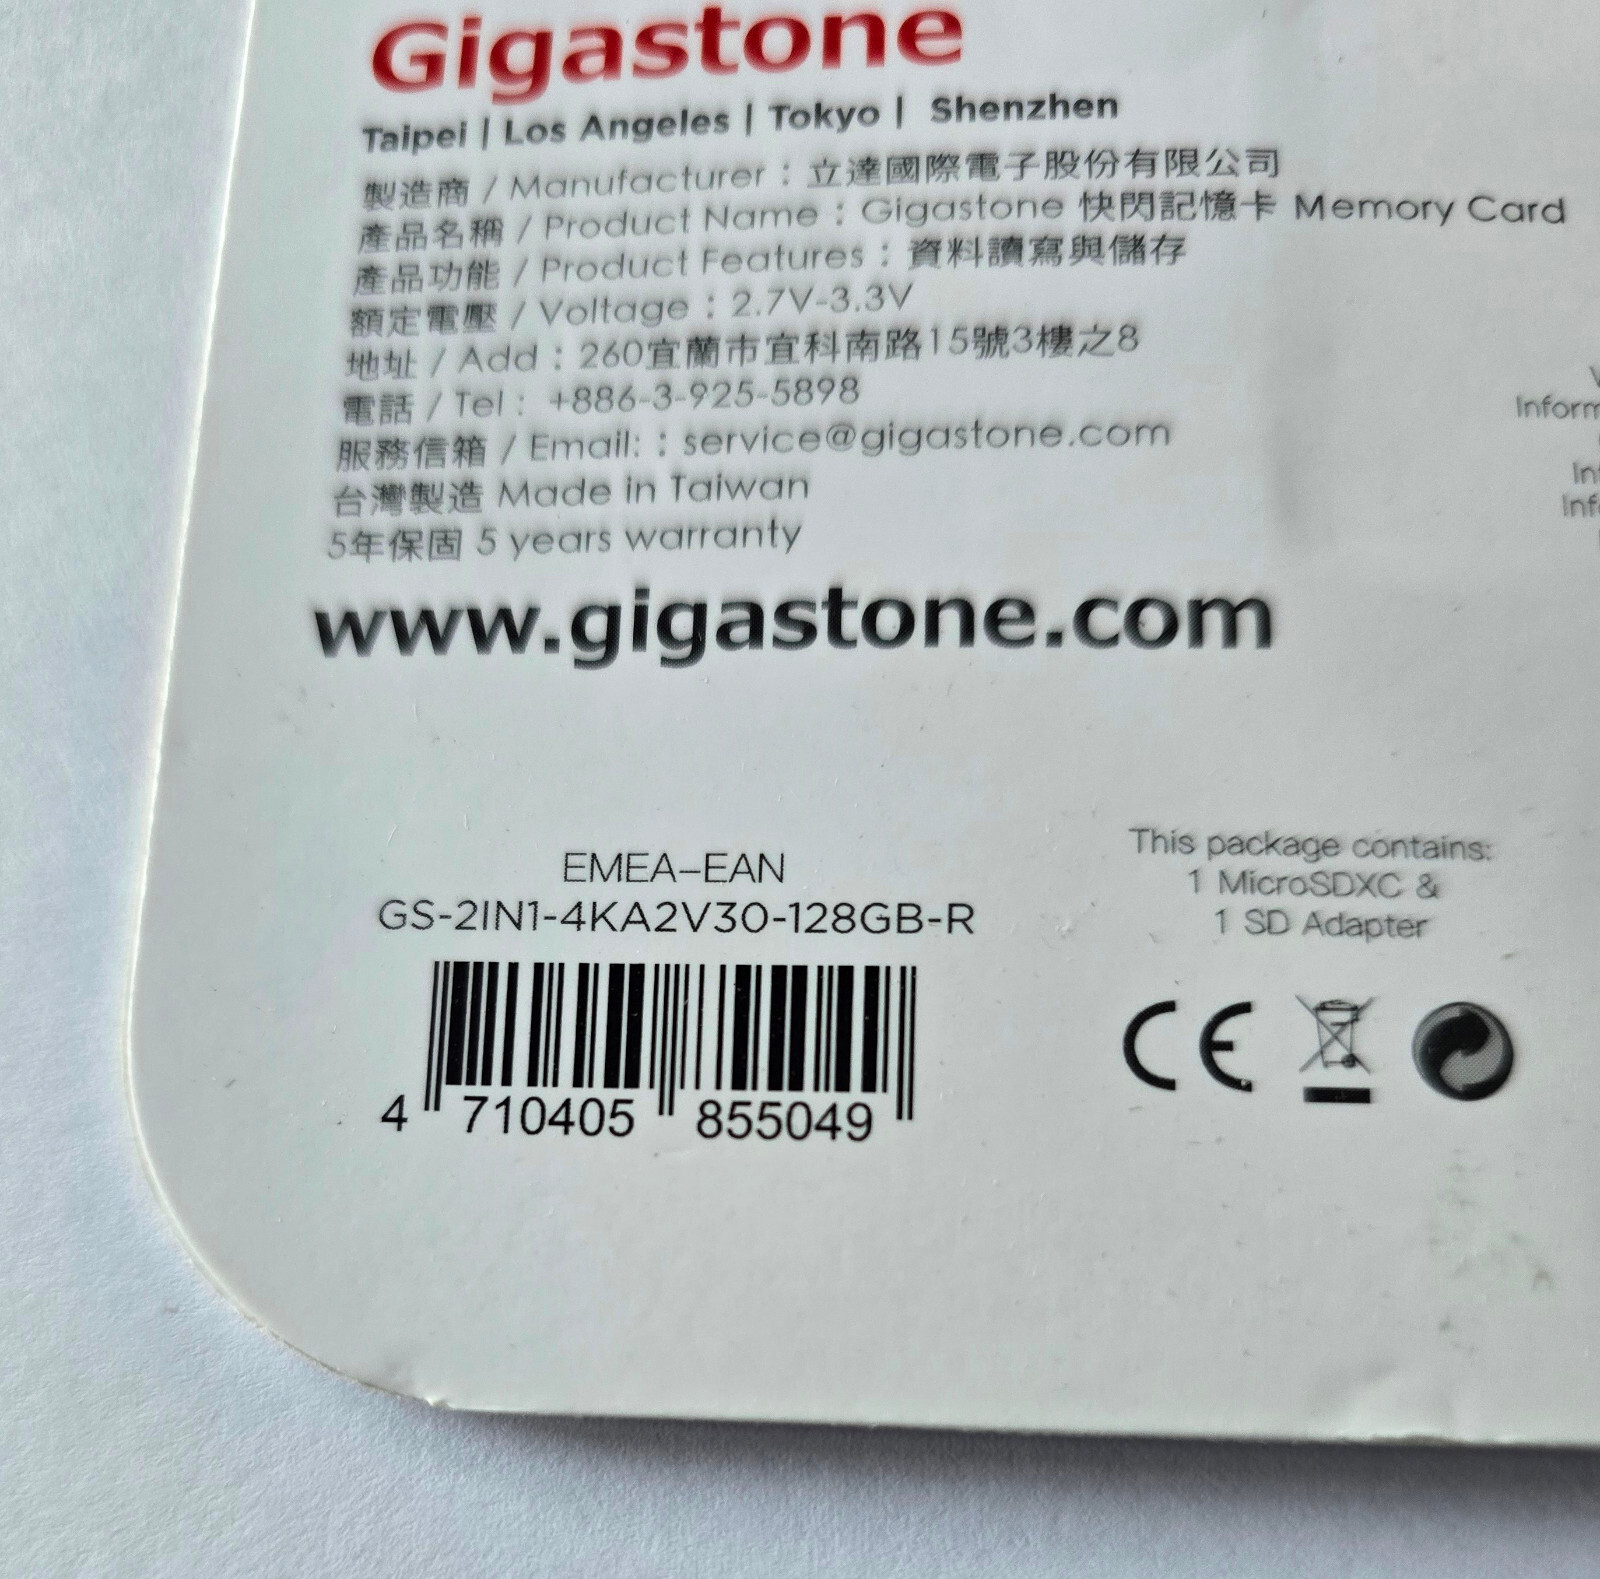 Gigastone
Taipei | Los Angeles | Tokyo | Shenzhen
製造商 / Manufacturer : 立達國際電子股份有限公司
產品名稱 / Product Name : Gigastone 快閃記憶卡 Memory Card
產品功能 / Product Features : 資料讀寫與儲存
額定電壓 / Voltage : 2.7V-3.3V
地址 / Add : 260宜蘭市宜科南路15號3樓之8
電話 / Tel : +886-3-925-5898
服務信箱 / Email: : service@gigastone.com
台灣製造 Made in Taiwan
5年保固 5 years warranty
www.gigastone.com
EMEA-EAN
GS-2IN1-4KA2V30-128GB-R
4 710405 855049
This package contains:
1 MicroSDXC &
1 SD Adapter
CE